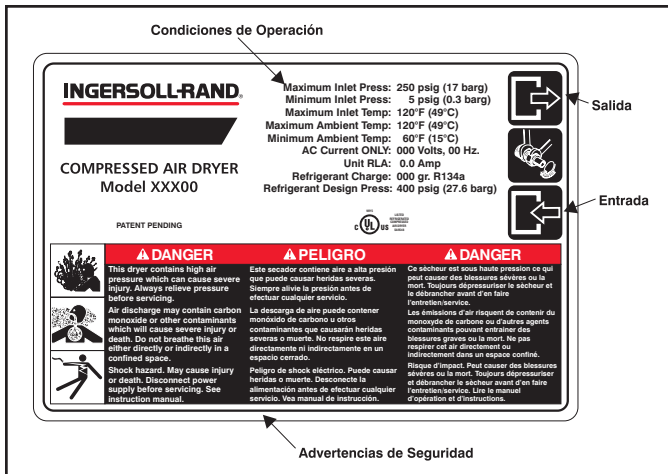 Condiciones de Operación
INGERSOLL-RAND®
COMPRESSED AIR DRYER
Model XXX00
PATENT PENDING
Maximum Inlet Press: 250 psig (17 barg)
Minimum Inlet Press: 5 psig (0.3 barg)
Maximum Inlet Temp: 120°F (49°C)
Maximum Ambient Temp: 120°F (49°C)
Minimum Ambient Temp: 60°F (15°C)
AC Current ONLY: 000 Volts, 00 Hz.
Unit RLA: 0.0 Amp
Refrigerant Charge: 000 gr. R134a
Refrigerant Design Press: 400 psig (27.6 barg)
C UL US
LISTED
Salida
Entrada
DANGER
This dryer contains high air
pressure which can cause severe
injury. Always relieve pressure
before servicing.
Air discharge may contain carbon
monoxide or other contaminants
which will cause severe injury or
death. Do not breathe this air
either directly or indirectly in a
confined space.
Shock hazard. May cause injury
or death. Disconnect power
supply before servicing. See
instruction manual.
PELIGRO
Este secador contiene aire a alta presión
que puede causar heridas severas.
Siempre alivie la presión antes de
efectuar cualquier servicio.
La descarga de aire puede contener
monóxido de carbono u otros
contaminantes que causarán heridas
severas o muerte. No respire este aire
directamente ni indirectamente en un
espacio cerrado.
Peligro de shock eléctrico. Puede causar
heridas o muerte. Desconecte la
alimentación antes de efectuar cualquier
servicio. Vea manual de instrucción.
DANGER
Ce sècheur est sous haute pression ce qui
peut causer des blessures sévères ou la
mort. Toujours dépressuriser le sécheur et
le débrancher avant d'en faire
l'entretien/service.
Les émissions d'air risquent de contenir du
monoxyde de carbone ou d'autres agents
contaminants pouvant entraîner des
blessures graves ou la mort. Ne pas
respirer cet air directement ou
indirectement dans un espace confiné.
Risque d'impact. Peut causer des blessures
sévères ou la mort. Toujours dépressuriser
et débrancher le sècheur avant d'en faire
l'entretien/service. Lire le manuel
d'opération et d'instructions.
Advertencias de Seguridad